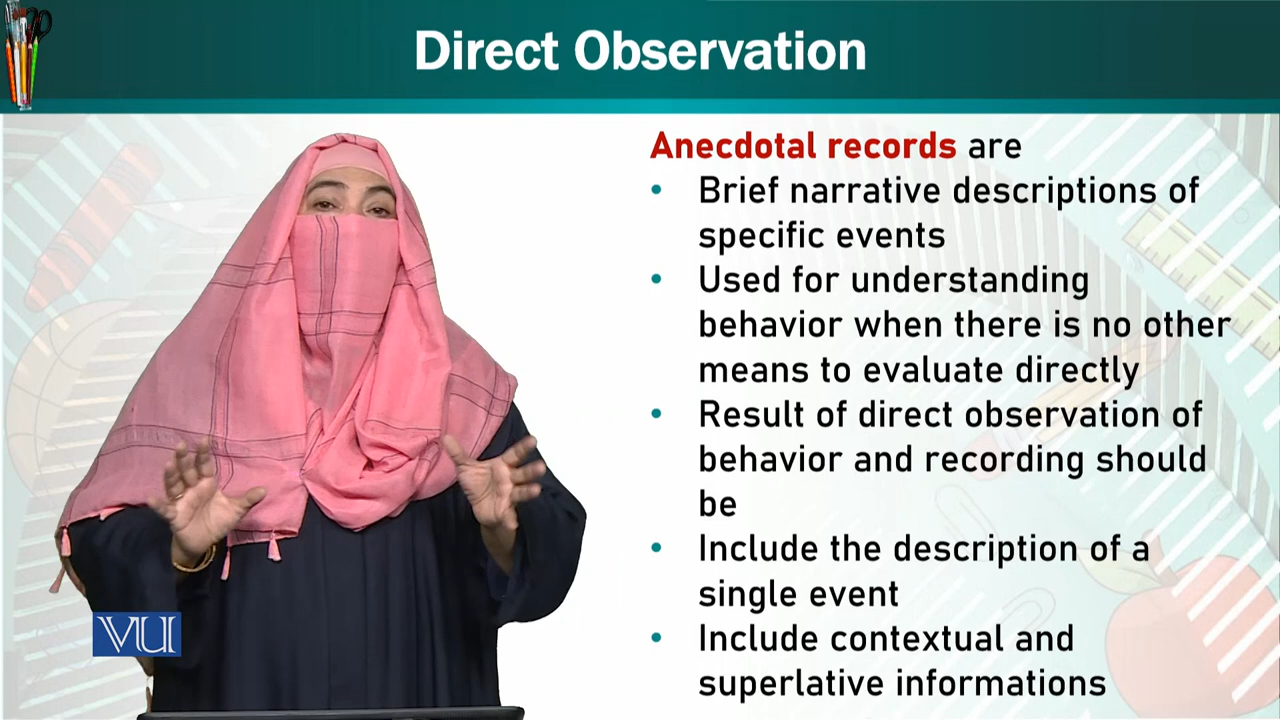 Direct Observation
Anecdotal records are
• Brief narrative descriptions of
specific events
• Used for understanding
behavior when there is no other
means to evaluate directly
• Result of direct observation of
behavior and recording should
be
• Include the description of a
single event
• Include contextual and
superlative informations
VU